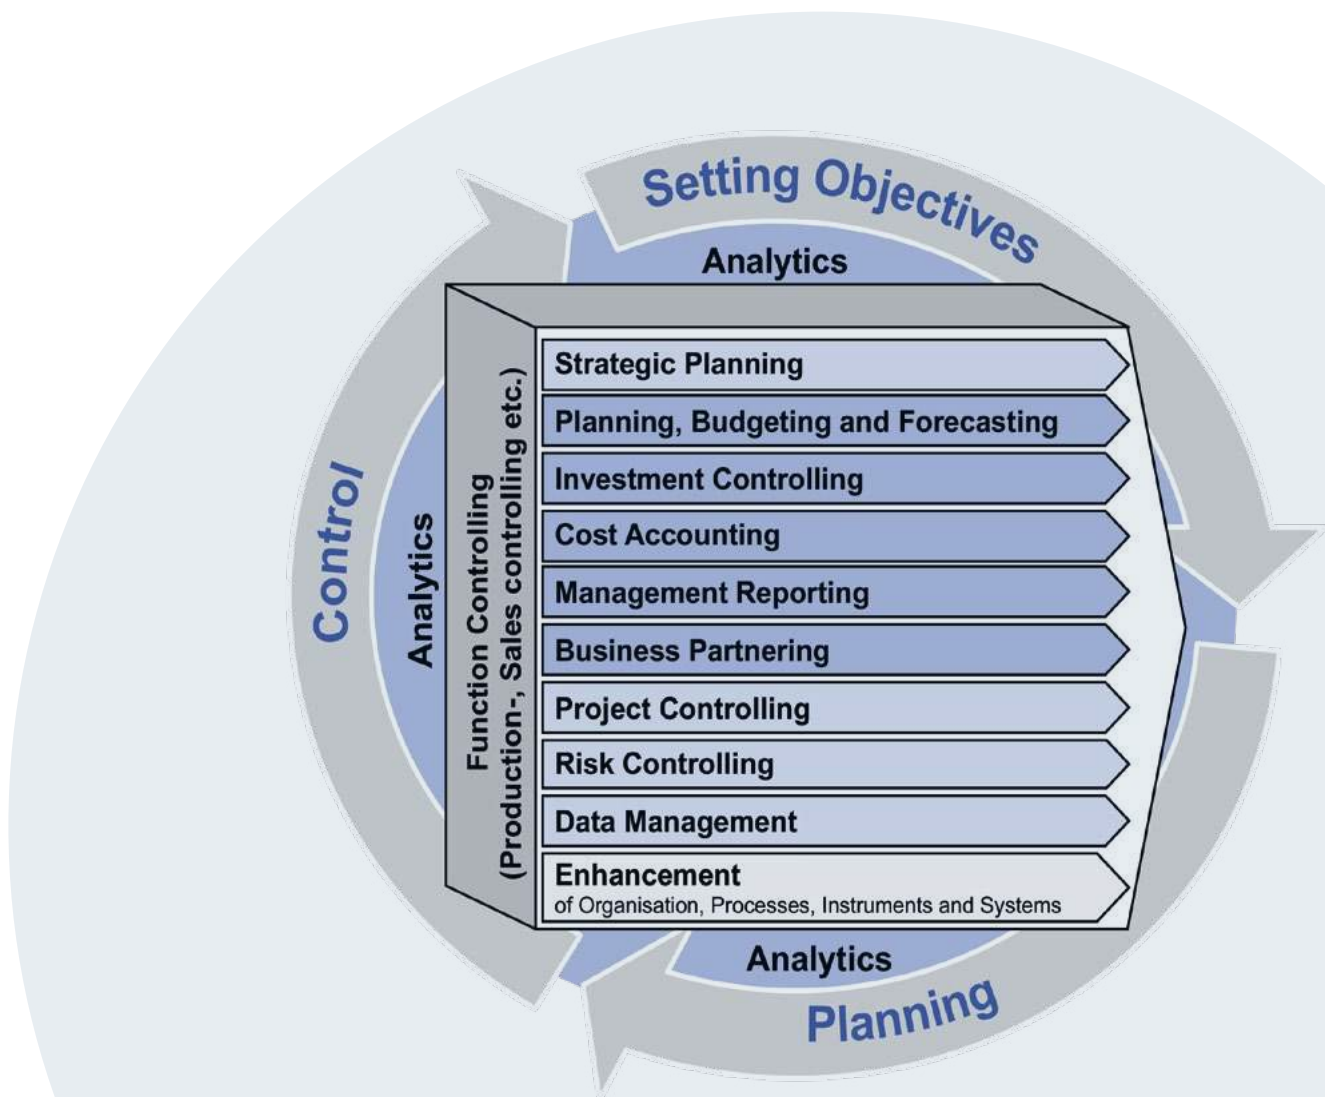 Setting Objectives
Analytics
Control
Analytics
Function Controlling
(Production-, Sales controlling etc.)
Strategic Planning
Planning, Budgeting and Forecasting
Investment Controlling
Cost Accounting
Management Reporting
Business Partnering
Project Controlling
Risk Controlling
Data Management
Enhancement
of Organisation, Processes, Instruments and Systems
Analytics
Planning